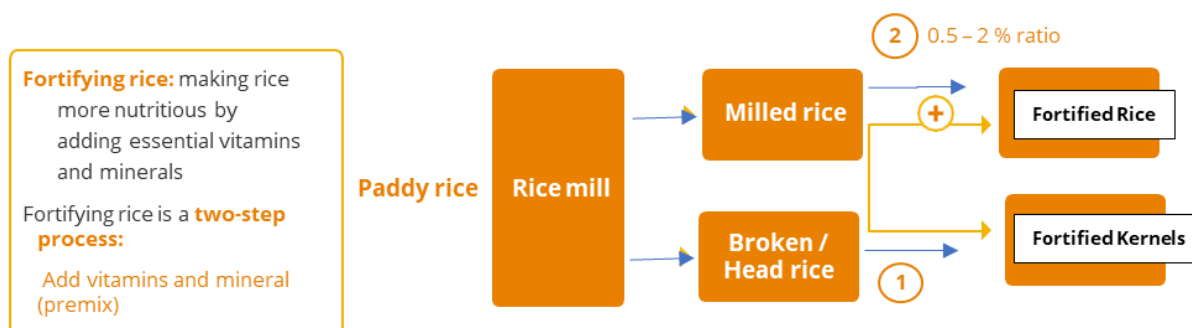 Fortifying rice: making rice
more nutritious by
adding essential vitamins
and minerals
Fortifying rice is a two-step
process:
Add vitamins and mineral
(premix)
Paddy rice
Rice mill
Milled rice
Broken /
Head rice
2 0.5 – 2 % ratio
+
1
Fortified Rice
Fortified Kernels